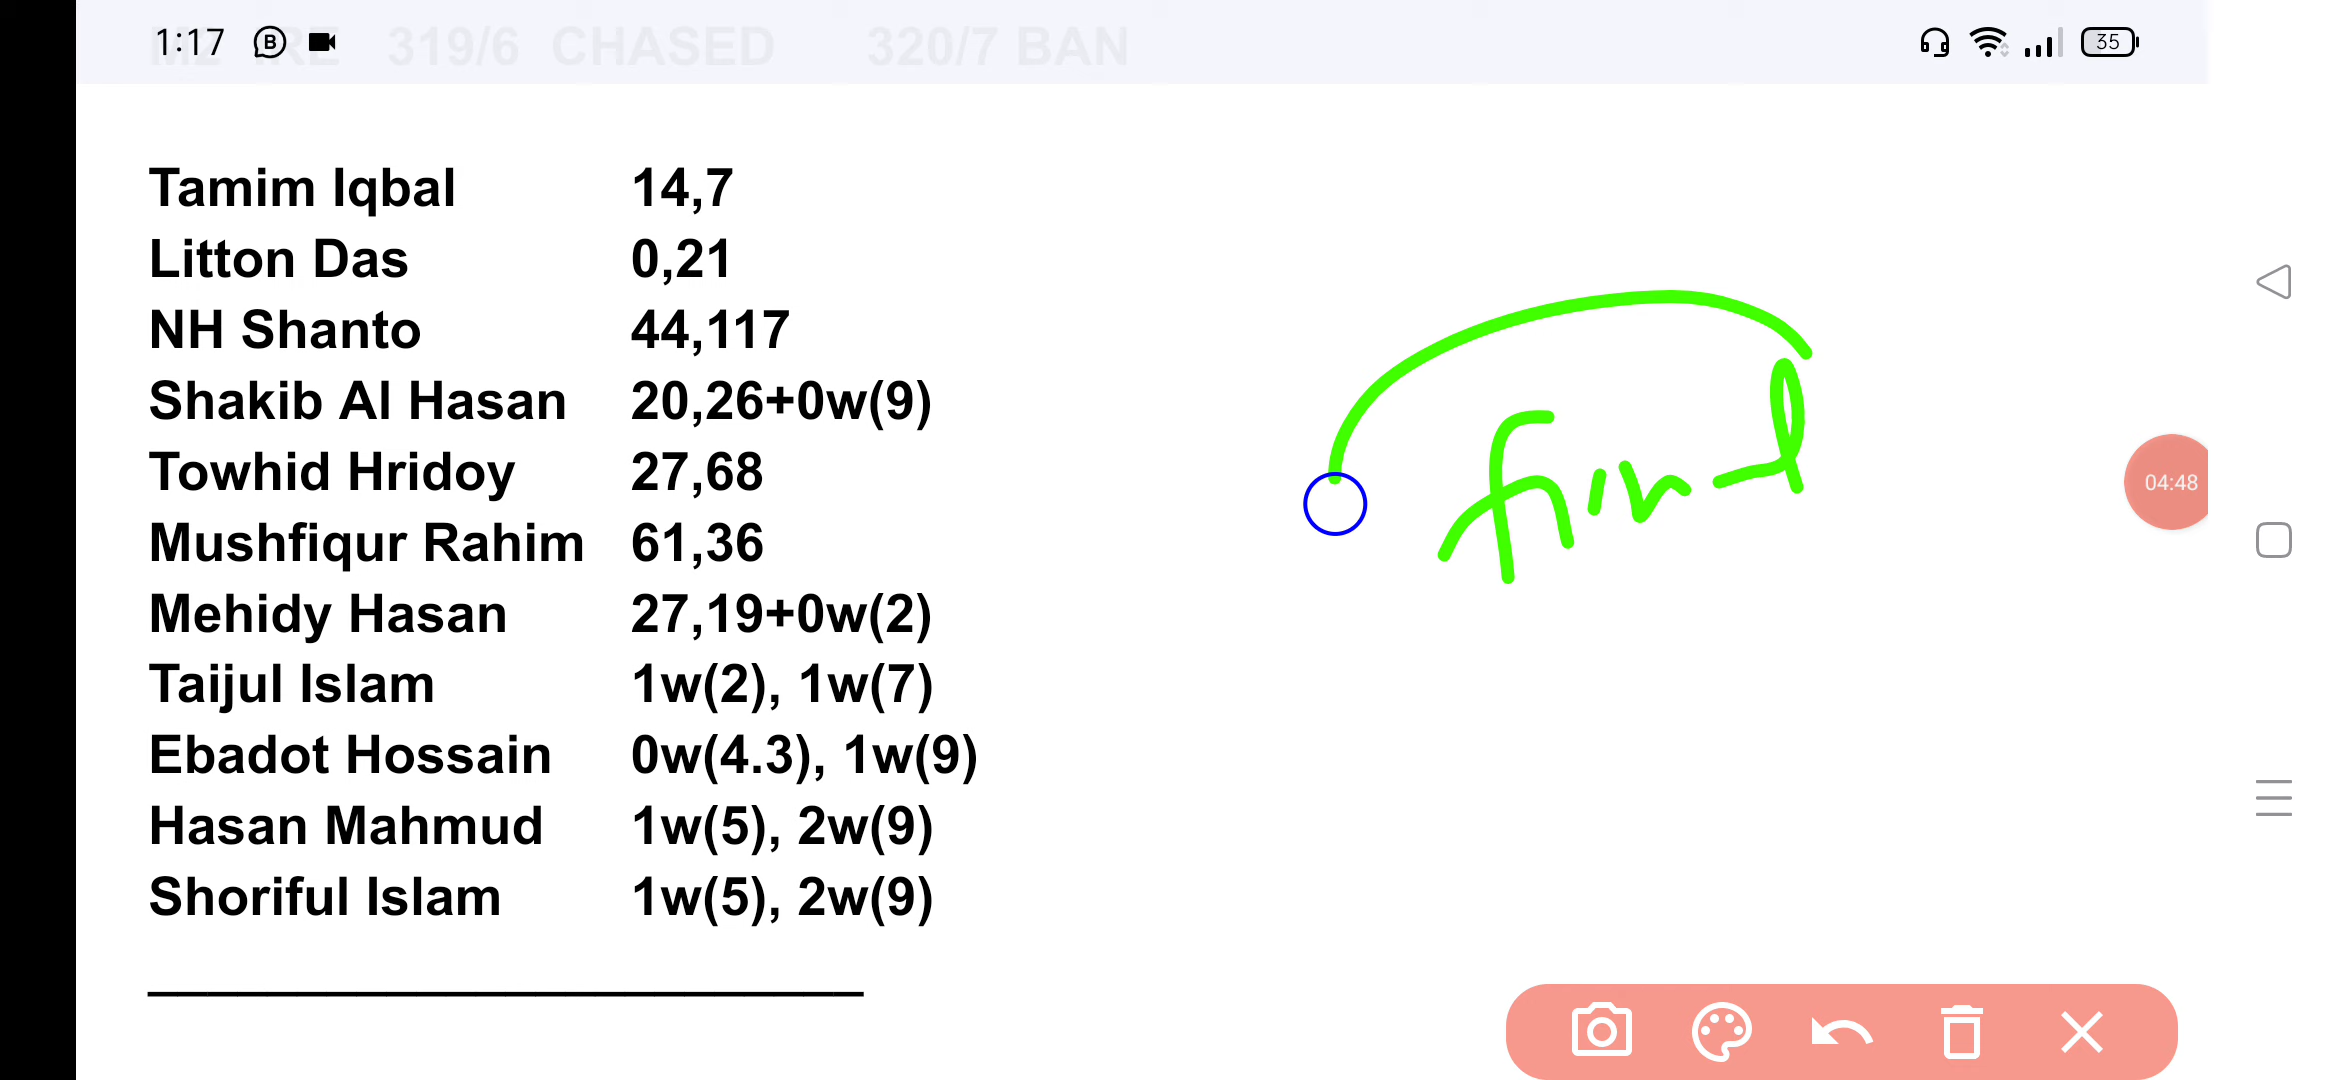 1:17 35
M2 IRE 319/6 CHASED 320/7 BAN
Tamim Iqbal 14,7
Litton Das 0,21
NH Shanto 44,117
Shakib Al Hasan 20,26+0w(9)
Towhid Hridoy 27,68
Mushfiqur Rahim 61,36
Mehidy Hasan 27,19+0w(2)
Taijul Islam 1w(2), 1w(7)
Ebadot Hossain 0w(4.3), 1w(9)
Hasan Mahmud 1w(5), 2w(9)
Shoriful Islam 1w(5), 2w(9)
final
04:48